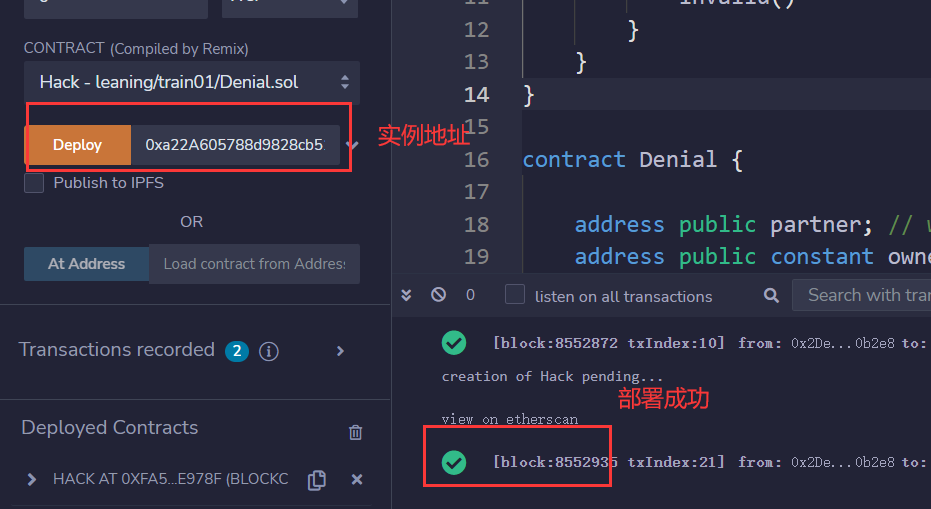 CONTRACT (Compiled by Remix)
Hack - leaning/train01/Denial.sol
Deploy 0xa22A605788d9828cb5
实例地址
Publish to IPFS
OR
At Address Load contract from Address
Transactions recorded 2 i
Deployed Contracts
HACK AT 0XFA5...E978F (BLOCKC
12 }
13 }
14 }
15
16 contract Denial {
17
18 address public partner; //
19 address public constant owne
0 listen on all transactions Search with tra
[block:8552872 txIndex:10] from: 0x2De...0b2e8 to:
creation of Hack pending...
部署成功
view on etherscan
[block:8552935 txIndex:21] from: 0x2De...0b2e8 to: